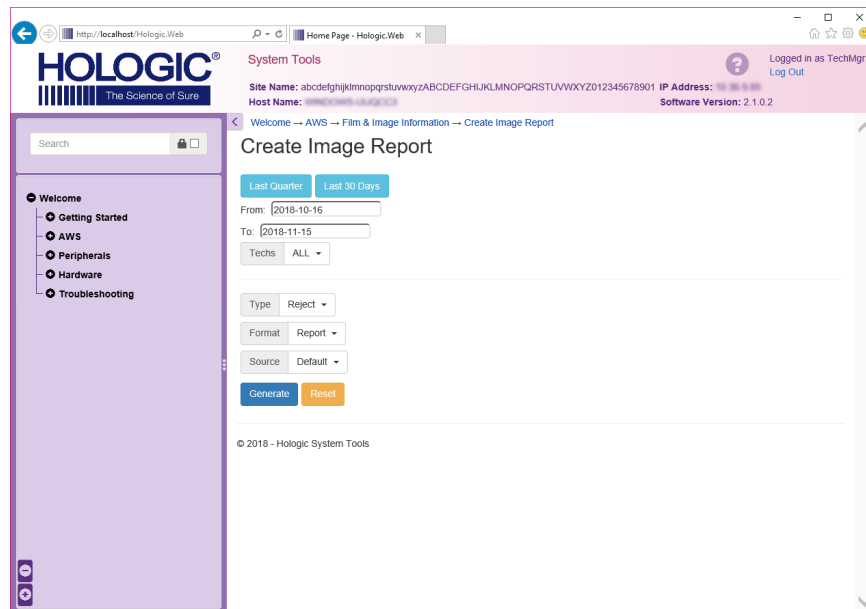 http://localhost/Hologic.Web
Home Page - Hologic.Web
HOLOGIC®
The Science of Sure
System Tools
Logged in as TechMgr
Log Out
Site Name: abcdefghijklmnopqrstuvwxyzABCDEFGHIJKLMNOPQRSTUVWXYZ012345678901 IP Address:
Host Name: Software Version: 2.1.0.2
Welcome → AWS → Film & Image Information → Create Image Report
Search
Create Image Report
Last Quarter Last 30 Days
From: 2018-10-16
To: 2018-11-15
Techs ALL
Welcome
Getting Started
AWS
Peripherals
Hardware
Troubleshooting
Type Reject
Format Report
Source Default
Generate Reset
© 2018 - Hologic System Tools